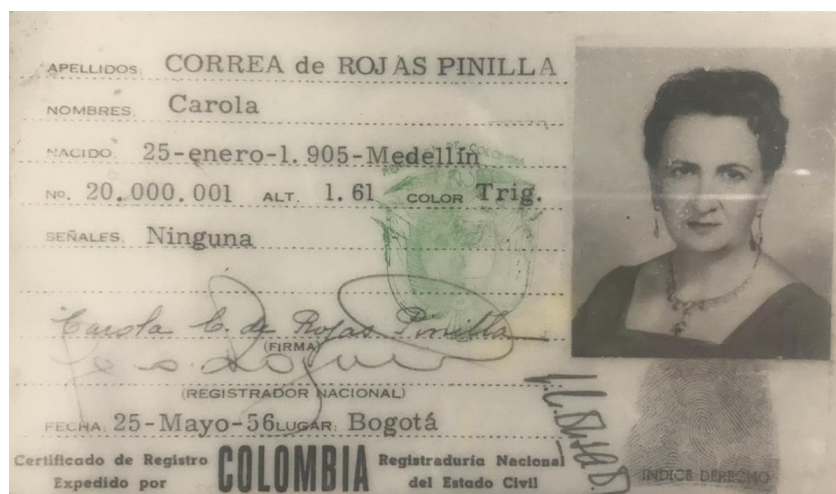 APELLIDOS: CORREA de ROJAS PINILLA
NOMBRES: Carola
NACIDO: 25-enero-1.905-Medellín
No. 20.000.001 ALT. 1.61 COLOR Trig.
SEÑALES: Ninguna
Carola C. de Rojas Pinilla
(FIRMA)
(REGISTRADOR NACIONAL)
FECHA: 25-Mayo-56 LUGAR: Bogotá
Certificado de Registro COLOMBIA Registraduría Nacional
Expedido por del Estado Civil
INDICE DERECHO